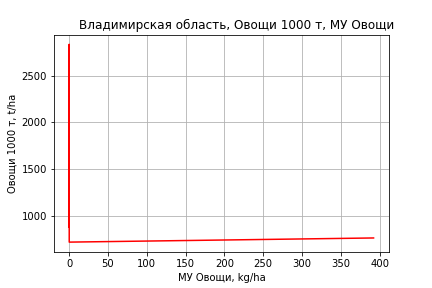 Владимирская область, Овощи 1000 т, МУ Овощи
Овощи 1000 т, t/ha
2500
2000
1500
1000
0 50 100 150 200 250 300 350 400
МУ Овощи, kg/ha